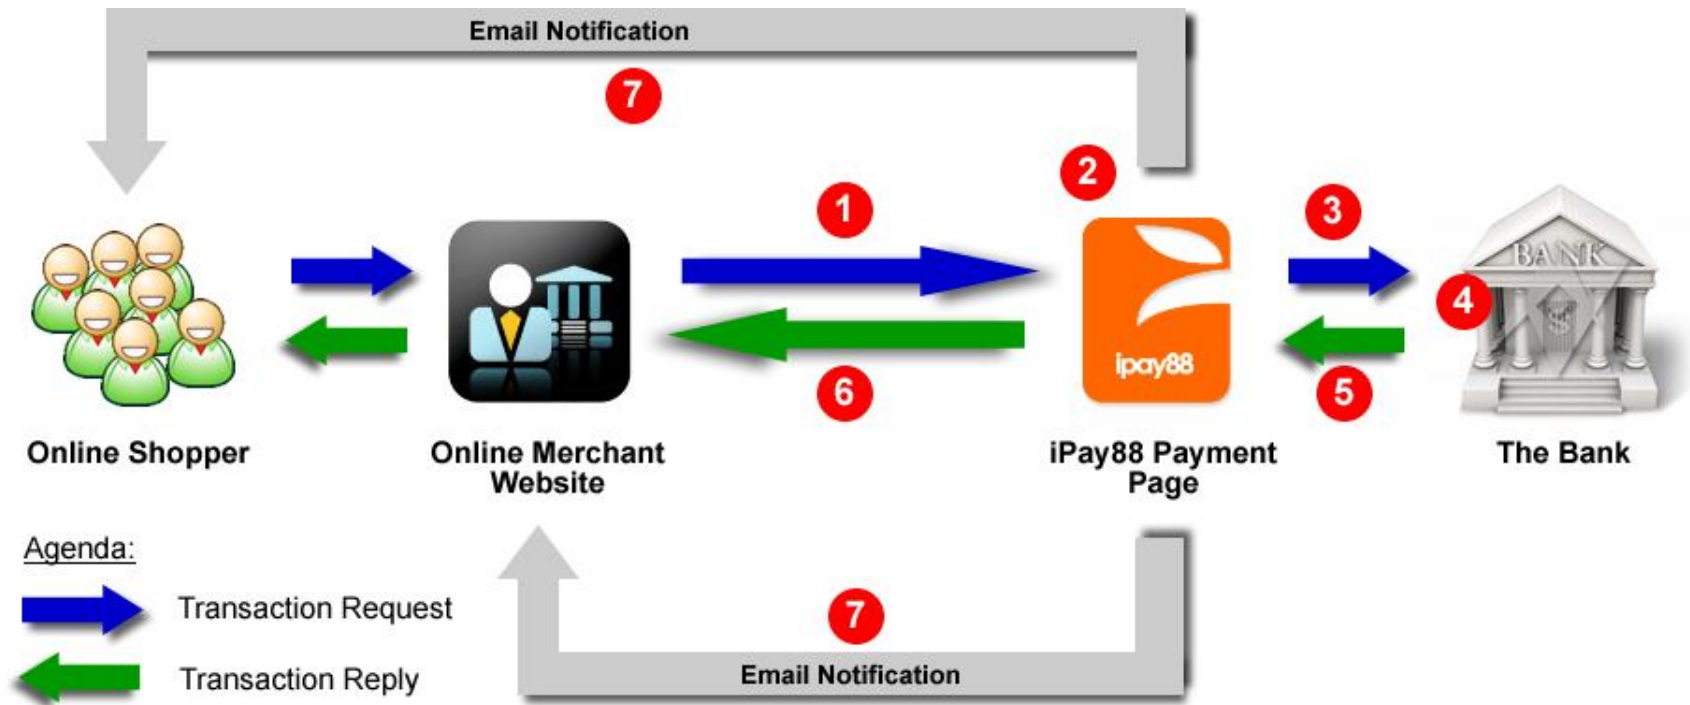 Email Notification
7
2
1
3
BANK
4
ipay88
6
5
Online Shopper
Online Merchant
Website
iPay88 Payment
Page
The Bank
Agenda:
Transaction Request
7
Transaction Reply
Email Notification